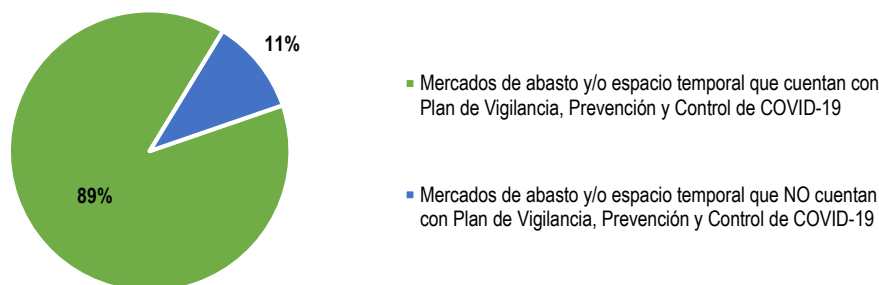 11%
89%
Mercados de abasto y/o espacio temporal que cuentan con
Plan de Vigilancia, Prevención y Control de COVID-19
Mercados de abasto y/o espacio temporal que NO cuentan
con Plan de Vigilancia, Prevención y Control de COVID-19